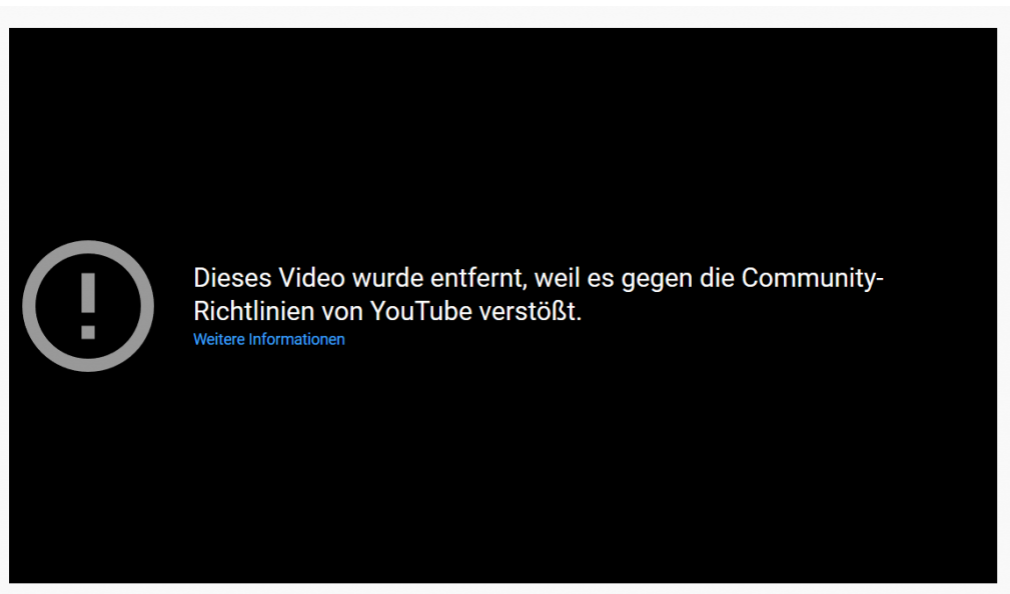 Dieses Video wurde entfernt, weil es gegen die Community-
Richtlinien von YouTube verstößt.
Weitere Informationen